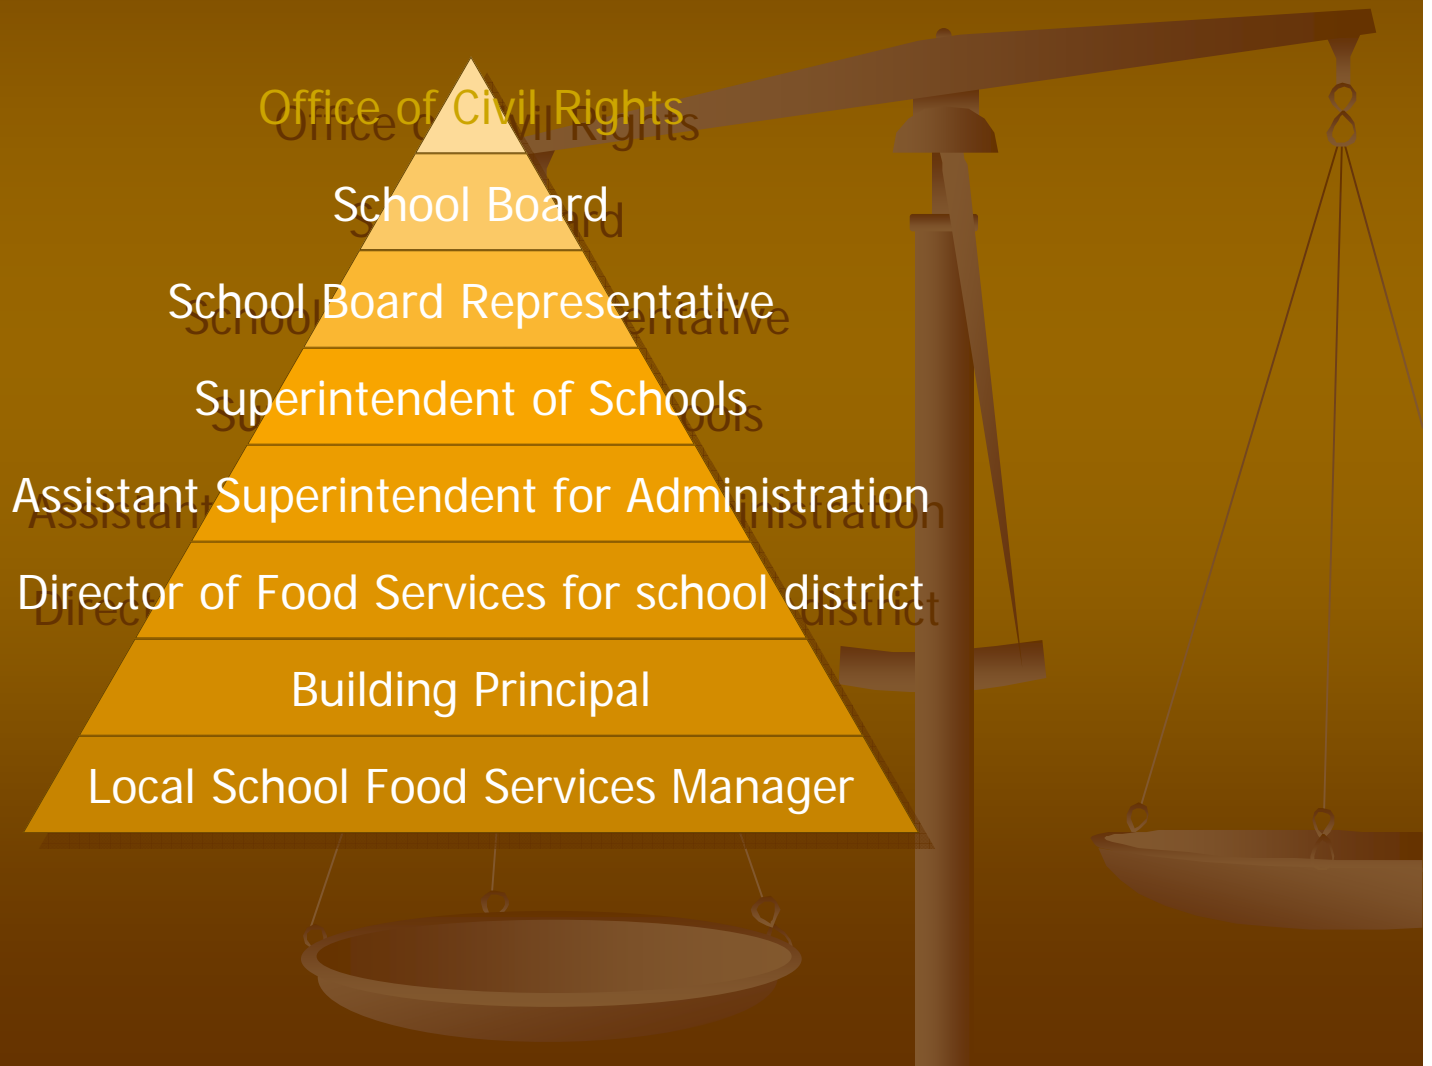 Office of Civil Rights
School Board
School Board Representative
Superintendent of Schools
Assistant Superintendent for Administration
Director of Food Services for school district
Building Principal
Local School Food Services Manager